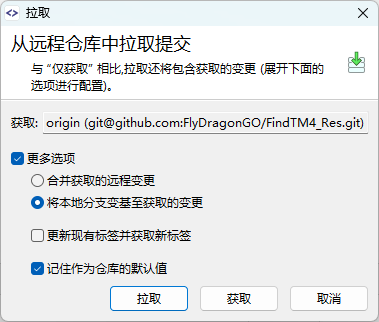 拉取
从远程仓库中拉取提交
与 “仅获取” 相比,拉取还将包含获取的变更 (展开下面的
选项进行配置)。
获取: origin (git@github.com:FlyDragonGO/FindTM4_Res.git)
更多选项
合并获取的远程变更
将本地分支变基至获取的变更
更新现有标签并获取新标签
记住作为仓库的默认值
拉取 获取 取消